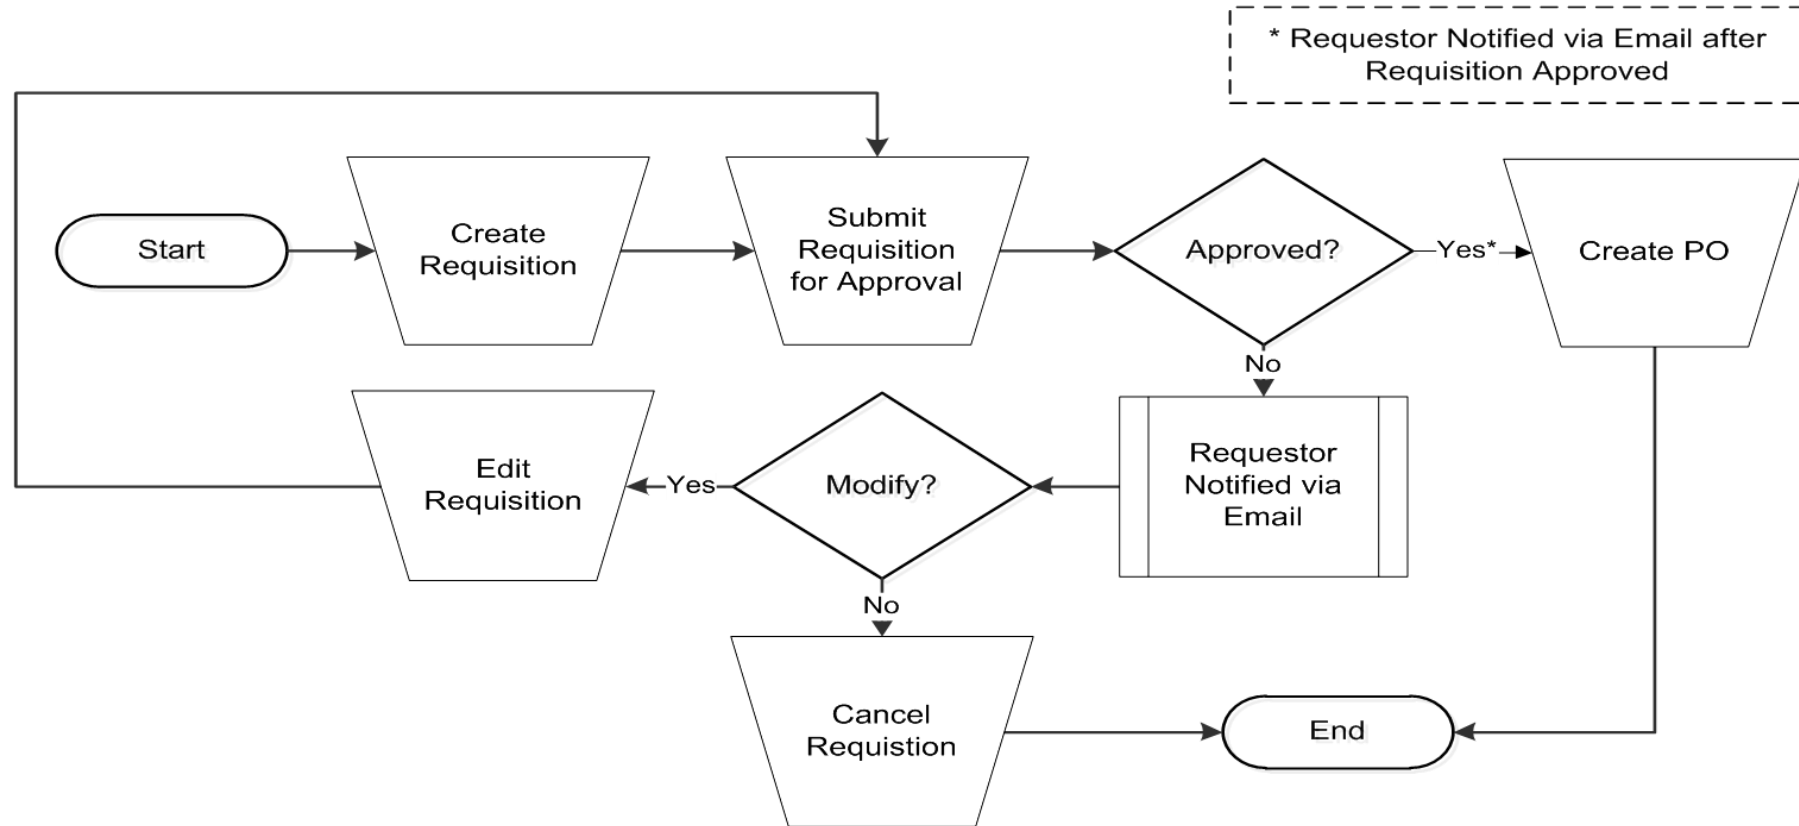 * Requestor Notified via Email after
Requisition Approved
Start
Create
Requisition
Submit
Requisition
for Approval
Approved?
Yes*
Create PO
No
Requestor
Notified via
Email
Modify?
Yes
Edit
Requisition
No
Cancel
Requistion
End